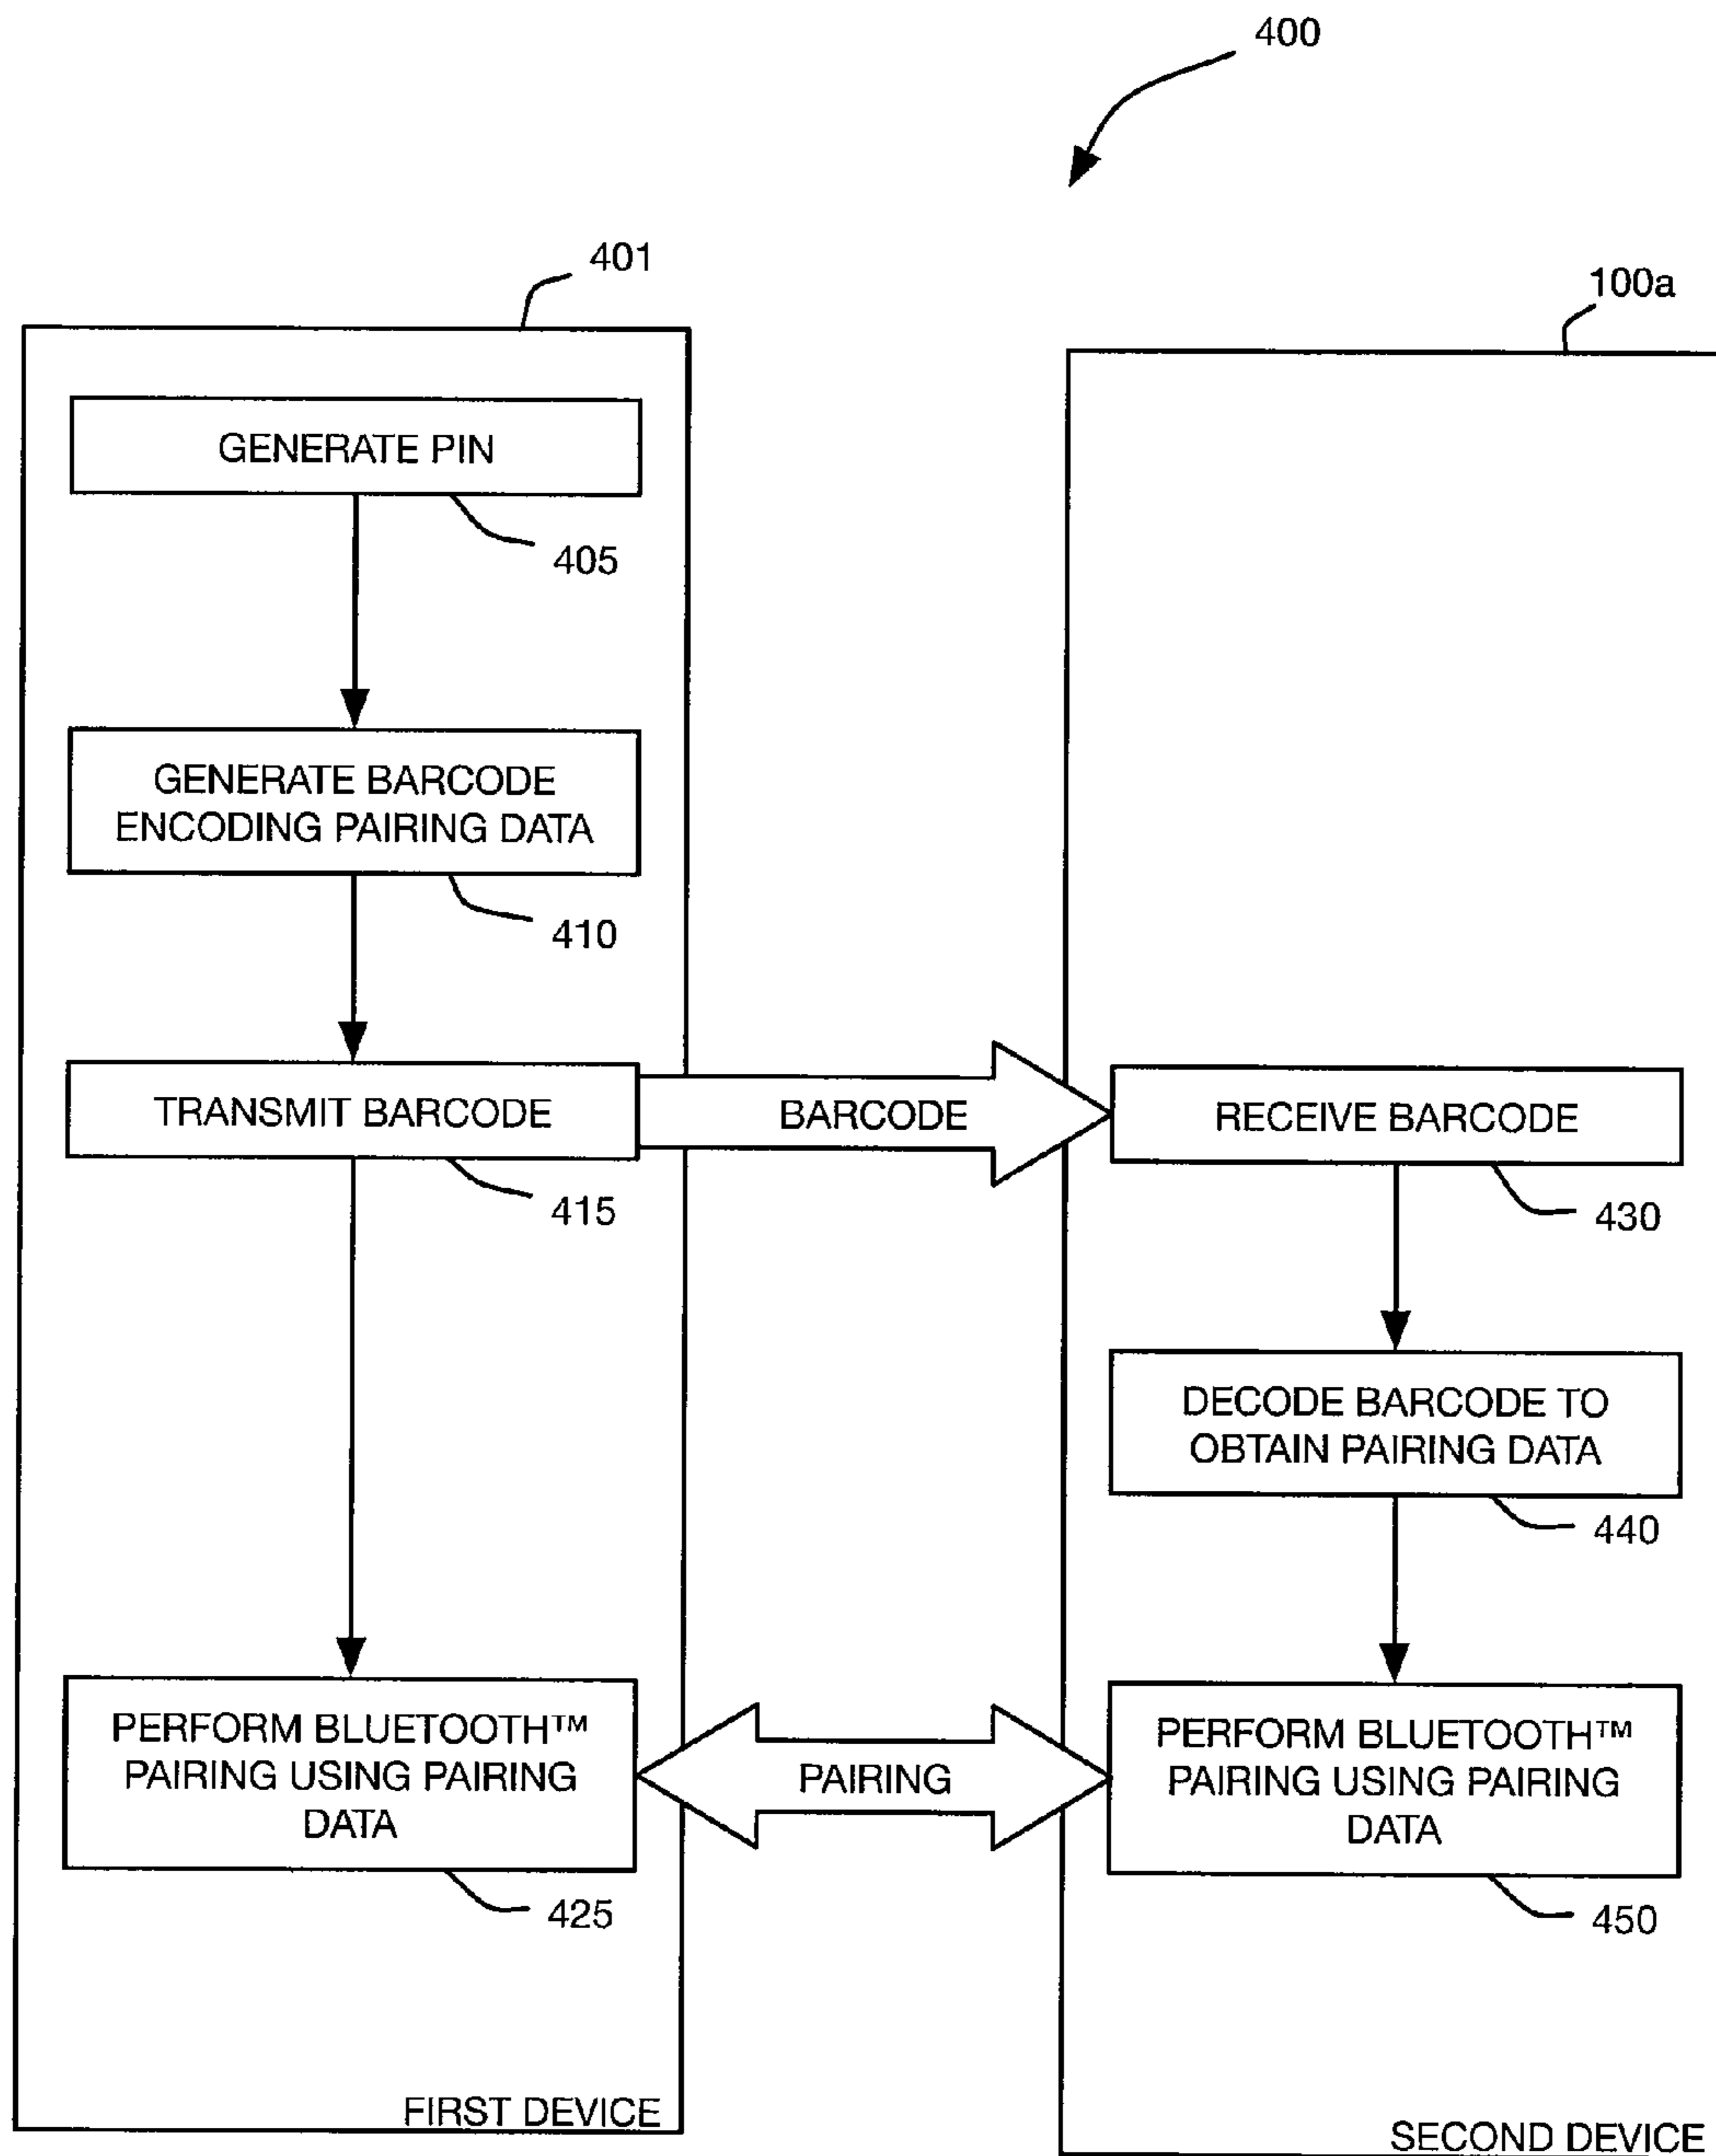 400
401
100a
GENERATE PIN
405
GENERATE BARCODE
ENCODING PAIRING DATA
410
TRANSMIT BARCODE
BARCODE
RECEIVE BARCODE
415
430
DECODE BARCODE TO
OBTAIN PAIRING DATA
440
PERFORM BLUETOOTH™
PAIRING USING PAIRING
DATA
PAIRING
PERFORM BLUETOOTH™
PAIRING USING PAIRING
DATA
425
450
FIRST DEVICE
SECOND DEVICE